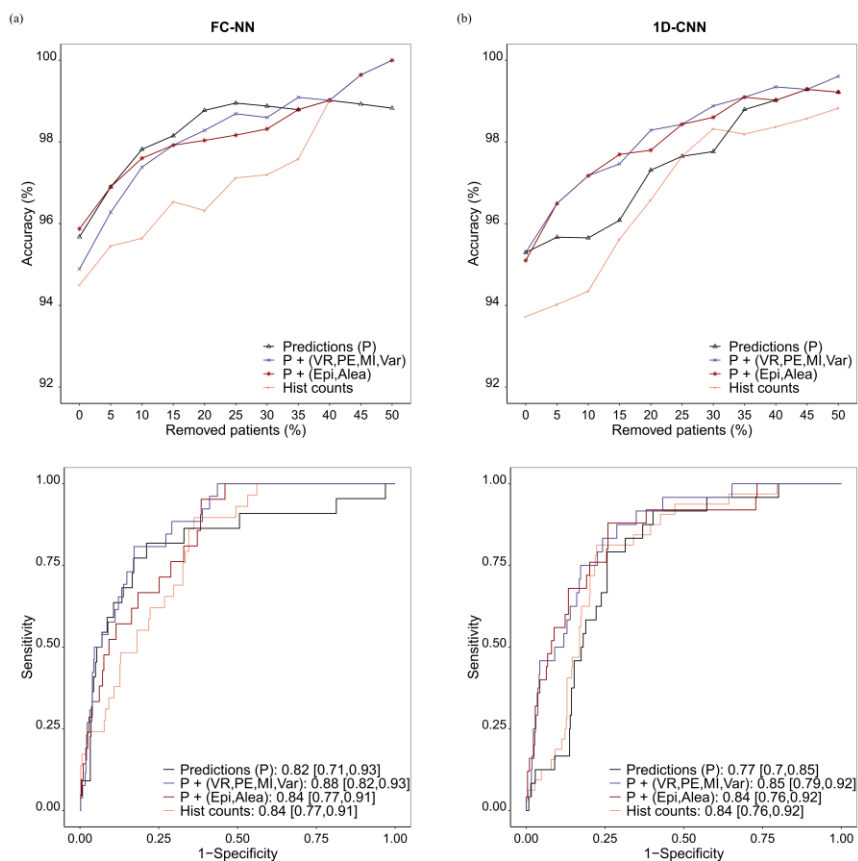 (a)
FC-NN
100
98
96
94
92
Accuracy (%)
Predictions (P)
P + (VR,PE,MI,Var)
P + (Epi,Alea)
Hist counts
0 5 10 15 20 25 30 35 40 45 50
Removed patients (%)
(b)
1D-CNN
100
98
96
94
92
Accuracy (%)
Predictions (P)
P + (VR,PE,MI,Var)
P + (Epi,Alea)
Hist counts
0 5 10 15 20 25 30 35 40 45 50
Removed patients (%)
1.00
0.75
0.50
0.25
0.00
Sensitivity
Predictions (P): 0.82 [0.71,0.93]
P + (VR,PE,MI,Var): 0.88 [0.82,0.93]
P + (Epi,Alea): 0.84 [0.77,0.91]
Hist counts: 0.84 [0.77,0.91]
0.00 0.25 0.50 0.75 1.00
1−Specificity
1.00
0.75
0.50
0.25
0.00
Sensitivity
Predictions (P): 0.77 [0.7,0.85]
P + (VR,PE,MI,Var): 0.85 [0.79,0.92]
P + (Epi,Alea): 0.84 [0.76,0.92]
Hist counts: 0.84 [0.76,0.92]
0.00 0.25 0.50 0.75 1.00
1−Specificity